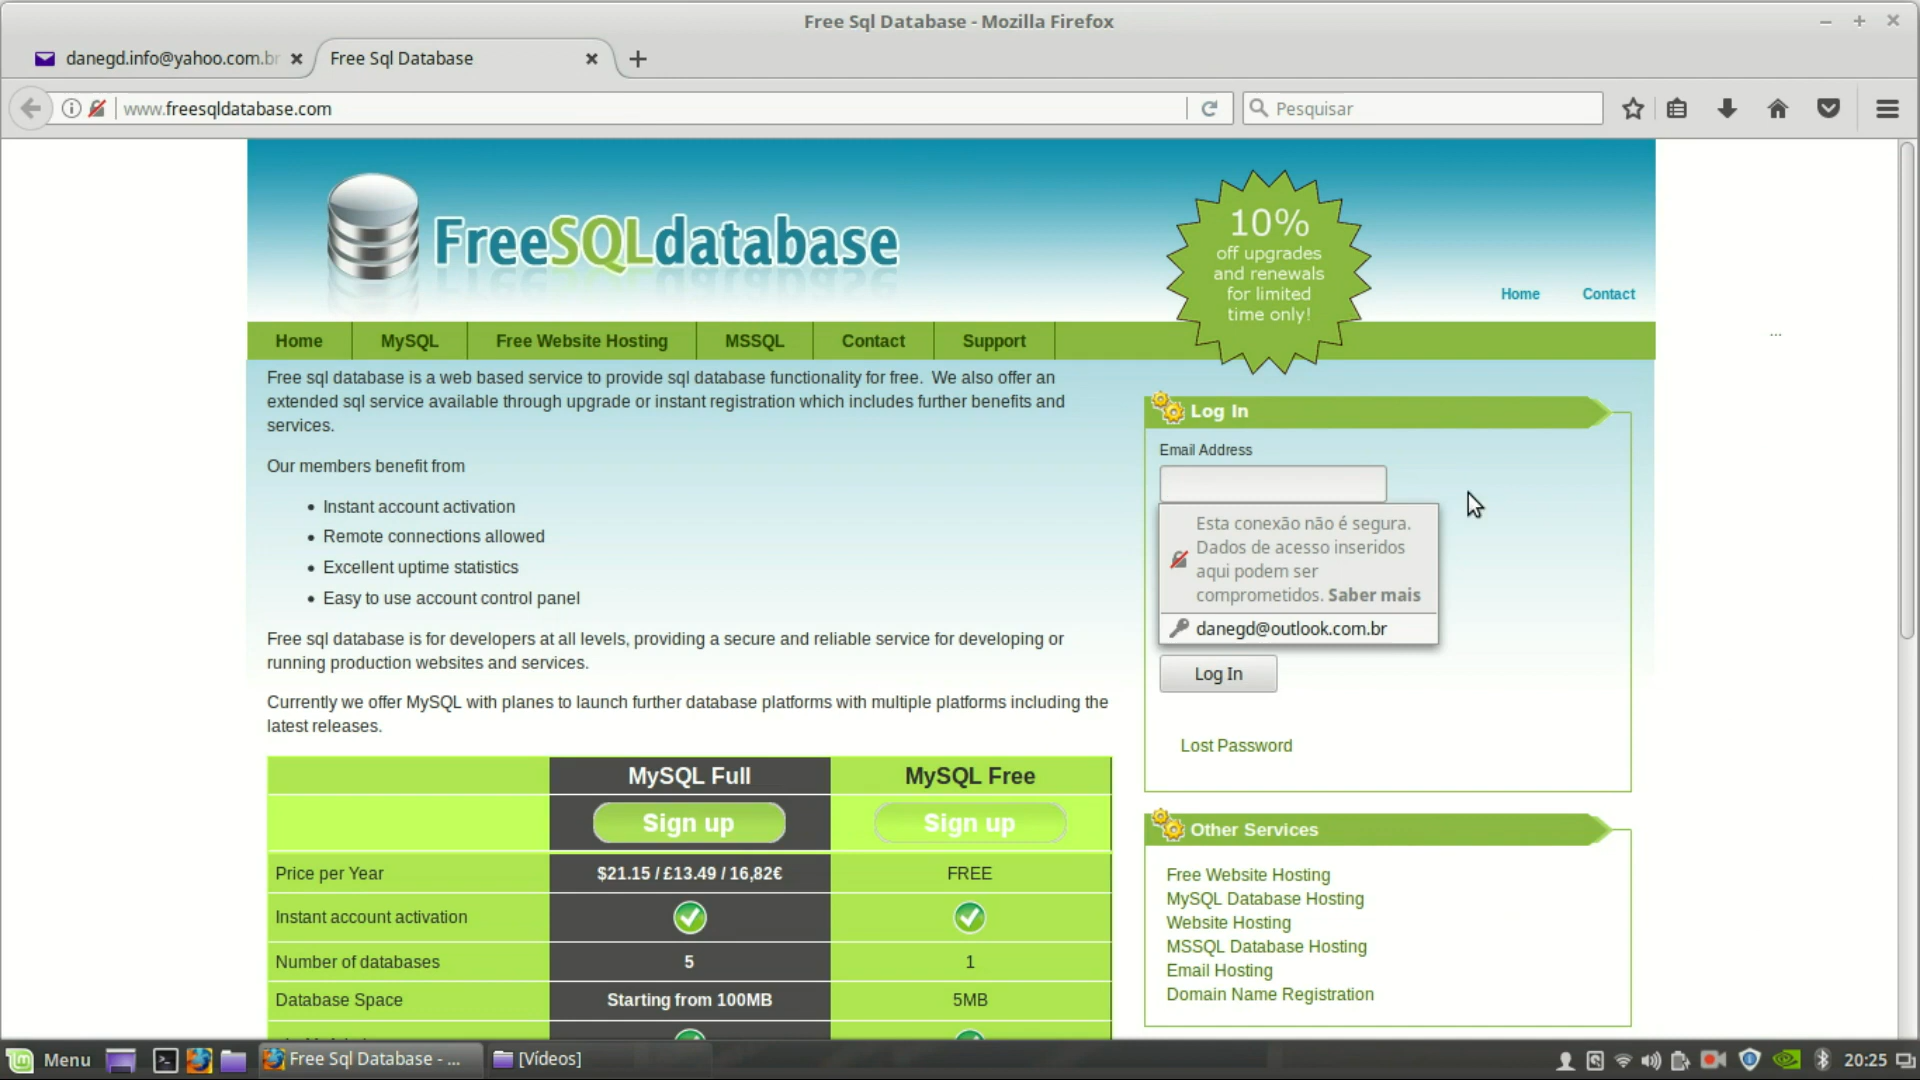 Free Sql Database - Mozilla Firefox
danegd.info@yahoo.com.br
Free Sql Database
www.freesqldatabase.com
Pesquisar
FreeSQLdatabase
10%
off upgrades
and renewals
for limited
time only!
Home Contact
Home MySQL Free Website Hosting MSSQL Contact Support
...
Free sql database is a web based service to provide sql database functionality for free. We also offer an
extended sql service available through upgrade or instant registration which includes further benefits and
services.
Our members benefit from
• Instant account activation
• Remote connections allowed
• Excellent uptime statistics
• Easy to use account control panel
Free sql database is for developers at all levels, providing a secure and reliable service for developing or
running production websites and services.
Currently we offer MySQL with planes to launch further database platforms with multiple platforms including the
latest releases.
MySQL Full MySQL Free
Sign up Sign up
Price per Year $21.15 / £13.49 / 16,82€ FREE
Instant account activation
Number of databases 5 1
Database Space Starting from 100MB 5MB
Log In
Email Address
Esta conexão não é segura.
Dados de acesso inseridos
aqui podem ser
comprometidos. Saber mais
danegd@outlook.com.br
Log In
Lost Password
Other Services
Free Website Hosting
MySQL Database Hosting
Website Hosting
MSSQL Database Hosting
Email Hosting
Domain Name Registration
Menu
Free Sql Database - ...
[Vídeos]
20:25